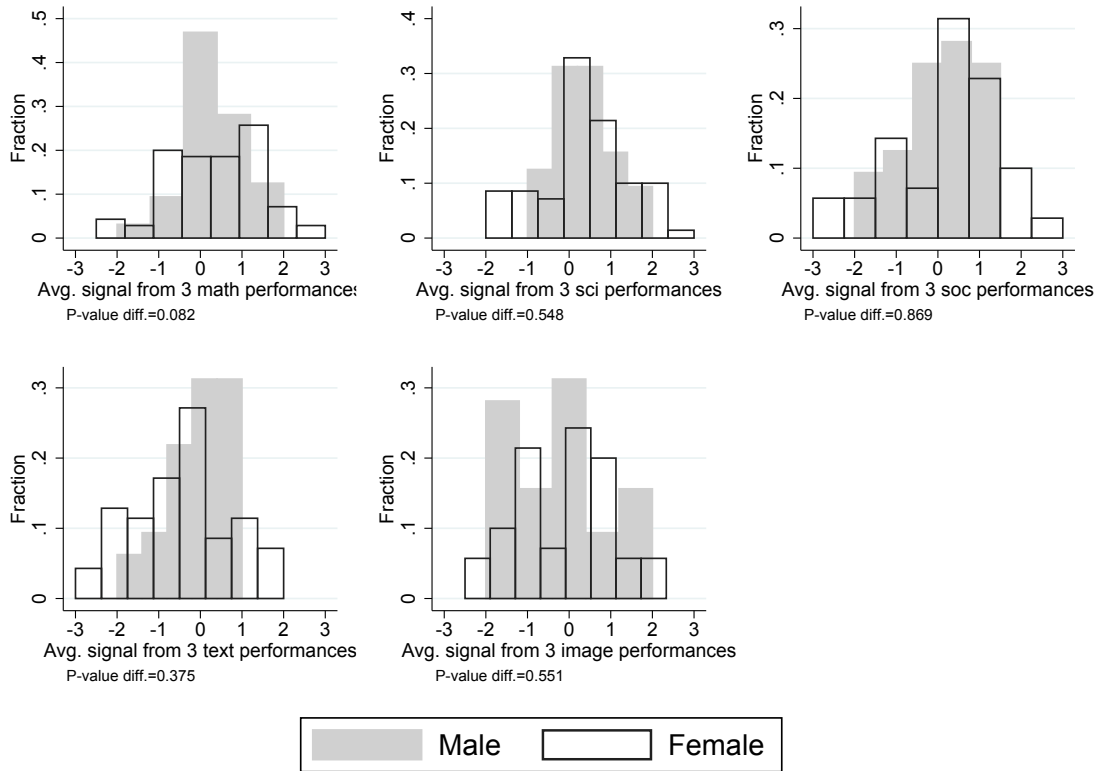 Fraction
0 .1 .2 .3 .4 .5
-3 -2 -1 0 1 2 3
Avg. signal from 3 math performances
P-value diff.=0.082
Fraction
0 .1 .2 .3 .4
-3 -2 -1 0 1 2 3
Avg. signal from 3 sci performances
P-value diff.=0.548
Fraction
0 .1 .2 .3
-3 -2 -1 0 1 2 3
Avg. signal from 3 soc performances
P-value diff.=0.869
Fraction
0 .1 .2 .3
-3 -2 -1 0 1 2 3
Avg. signal from 3 text performances
P-value diff.=0.375
Fraction
0 .1 .2 .3
-3 -2 -1 0 1 2 3
Avg. signal from 3 image performances
P-value diff.=0.551
Male Female